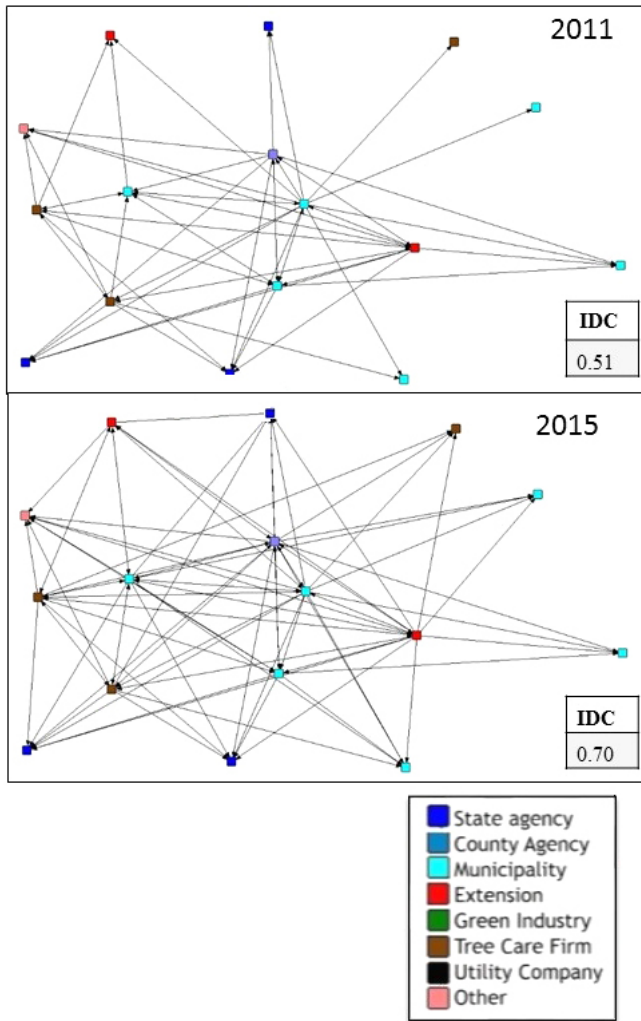 2011
IDC
0.51
2015
IDC
0.70
State agency
County Agency
Municipality
Extension
Green Industry
Tree Care Firm
Utility Company
Other